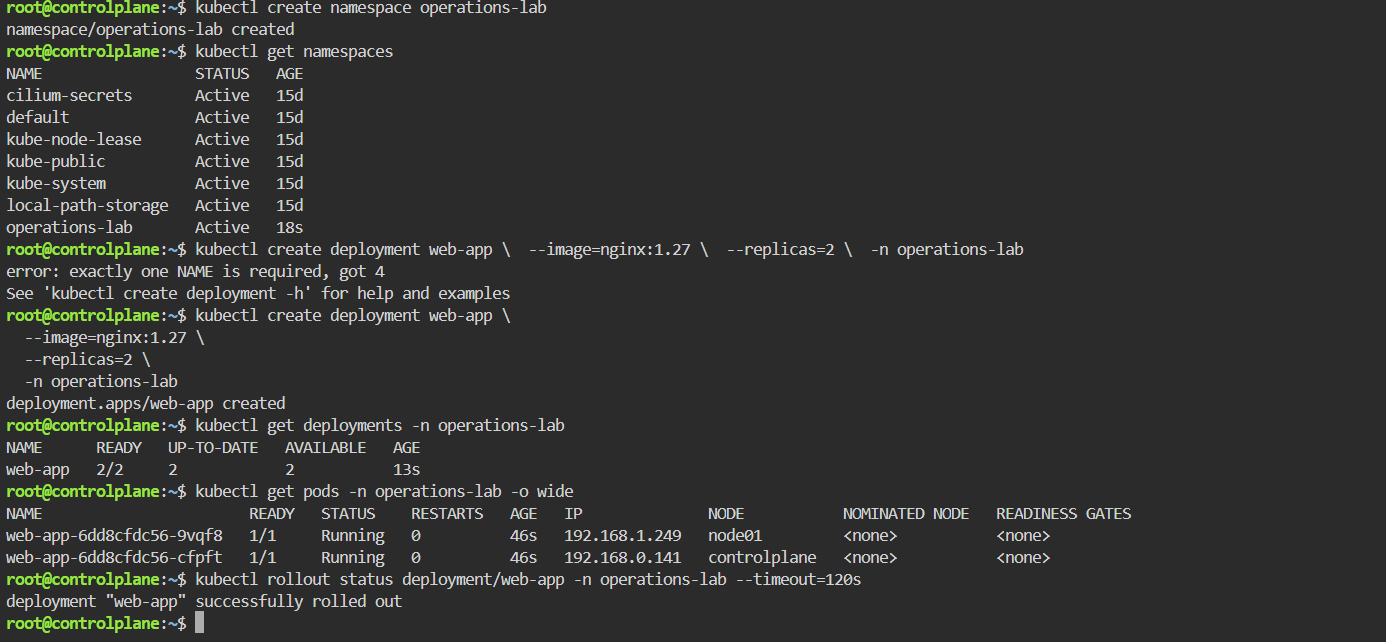 root@controlplane:~$ kubectl create namespace operations-lab
namespace/operations-lab created
root@controlplane:~$ kubectl get namespaces
NAME                 STATUS   AGE
cilium-secrets       Active   15d
default              Active   15d
kube-node-lease      Active   15d
kube-public          Active   15d
kube-system          Active   15d
local-path-storage   Active   15d
operations-lab       Active   18s
root@controlplane:~$ kubectl create deployment web-app \  --image=nginx:1.27 \  --replicas=2 \  -n operations-lab
error: exactly one NAME is required, got 4
See 'kubectl create deployment -h' for help and examples
root@controlplane:~$ kubectl create deployment web-app \
  --image=nginx:1.27 \
  --replicas=2 \
  -n operations-lab
deployment.apps/web-app created
root@controlplane:~$ kubectl get deployments -n operations-lab
NAME      READY   UP-TO-DATE   AVAILABLE   AGE
web-app   2/2     2            2           13s
root@controlplane:~$ kubectl get pods -n operations-lab -o wide
NAME                       READY   STATUS    RESTARTS   AGE   IP              NODE           NOMINATED NODE   READINESS GATES
web-app-6dd8cfdc56-9vqf8   1/1     Running   0          46s   192.168.1.249   node01         <none>           <none>
web-app-6dd8cfdc56-cfpft   1/1     Running   0          46s   192.168.0.141   controlplane   <none>           <none>
root@controlplane:~$ kubectl rollout status deployment/web-app -n operations-lab --timeout=120s
deployment "web-app" successfully rolled out
root@controlplane:~$